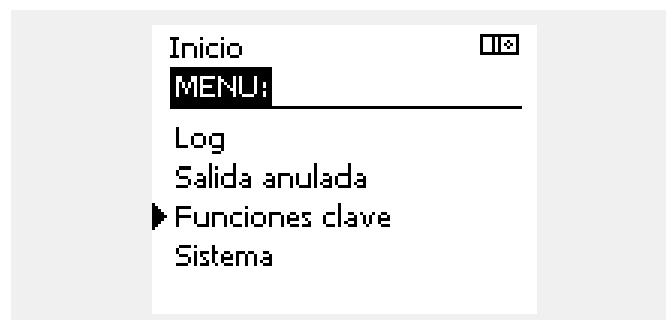 Inicio
MENU:
Log
Salida anulada
Funciones clave
Sistema